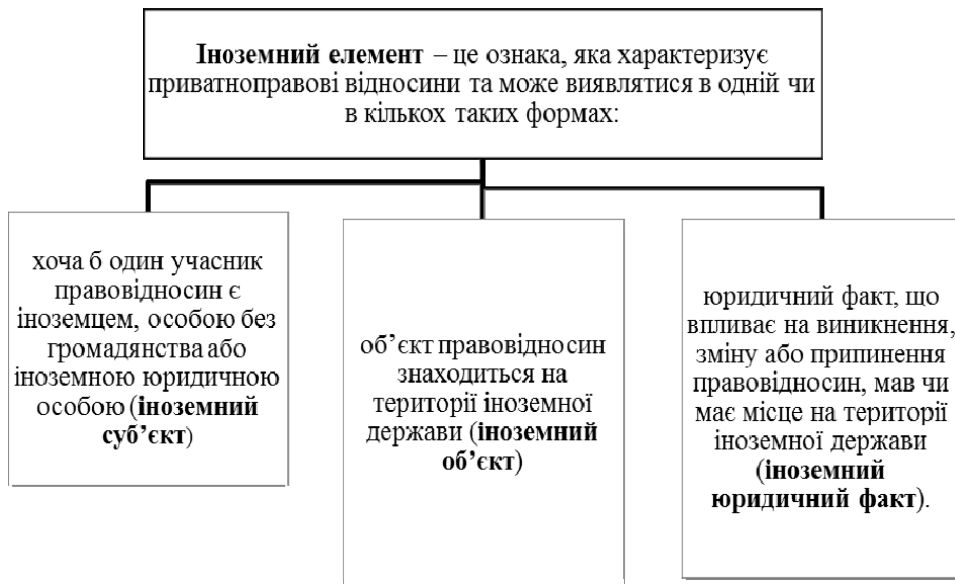 Іноземний елемент – це ознака, яка характеризує
приватноправові відносини та може виявлятися в одній чи
в кількох таких формах:
хоча б один учасник
правовідносин є
іноземцем, особою без
громадянства або
іноземною юридичною
особою (іноземний
суб’єкт)
об’єкт правовідносин
знаходиться на
території іноземної
держави (іноземний
об’єкт)
юридичний факт, що
впливає на виникнення,
зміну або припинення
правовідносин, мав чи
має місце на території
іноземної держави
(іноземний
юридичний факт).